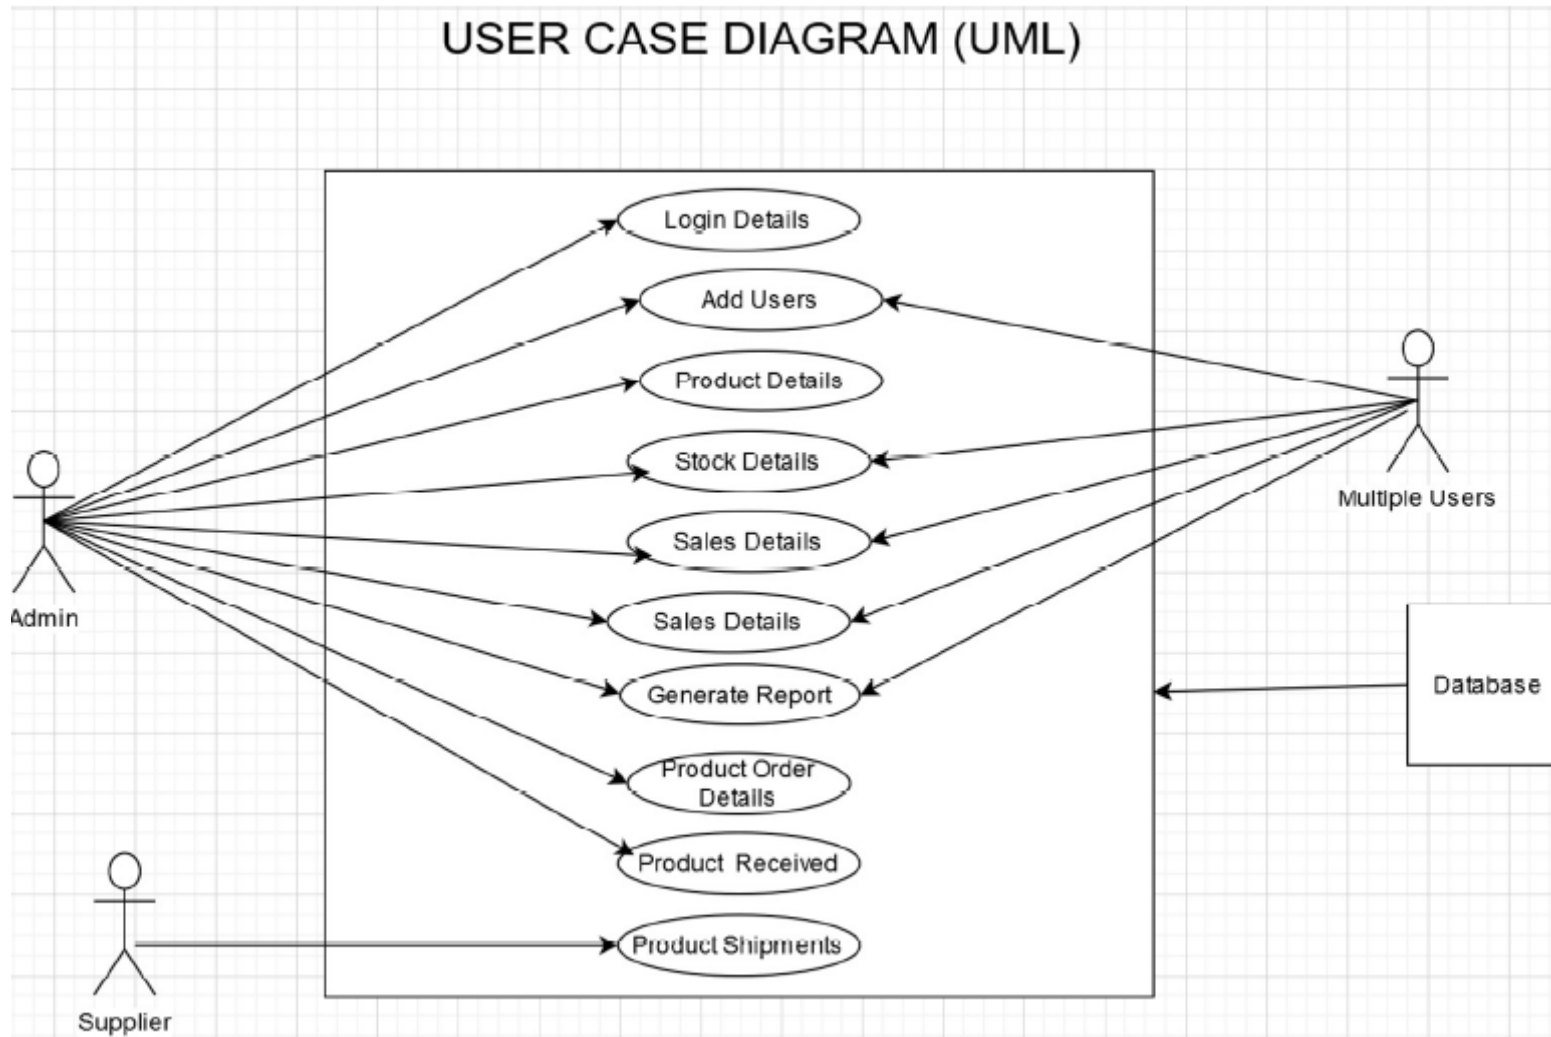 USER CASE DIAGRAM (UML)
Login Details
Add Users
Product Details
Stock Details
Multiple Users
Sales Details
Admin
Sales Details
Generate Report
Database
Product Order
Details
Product Received
Product Shipments
Supplier